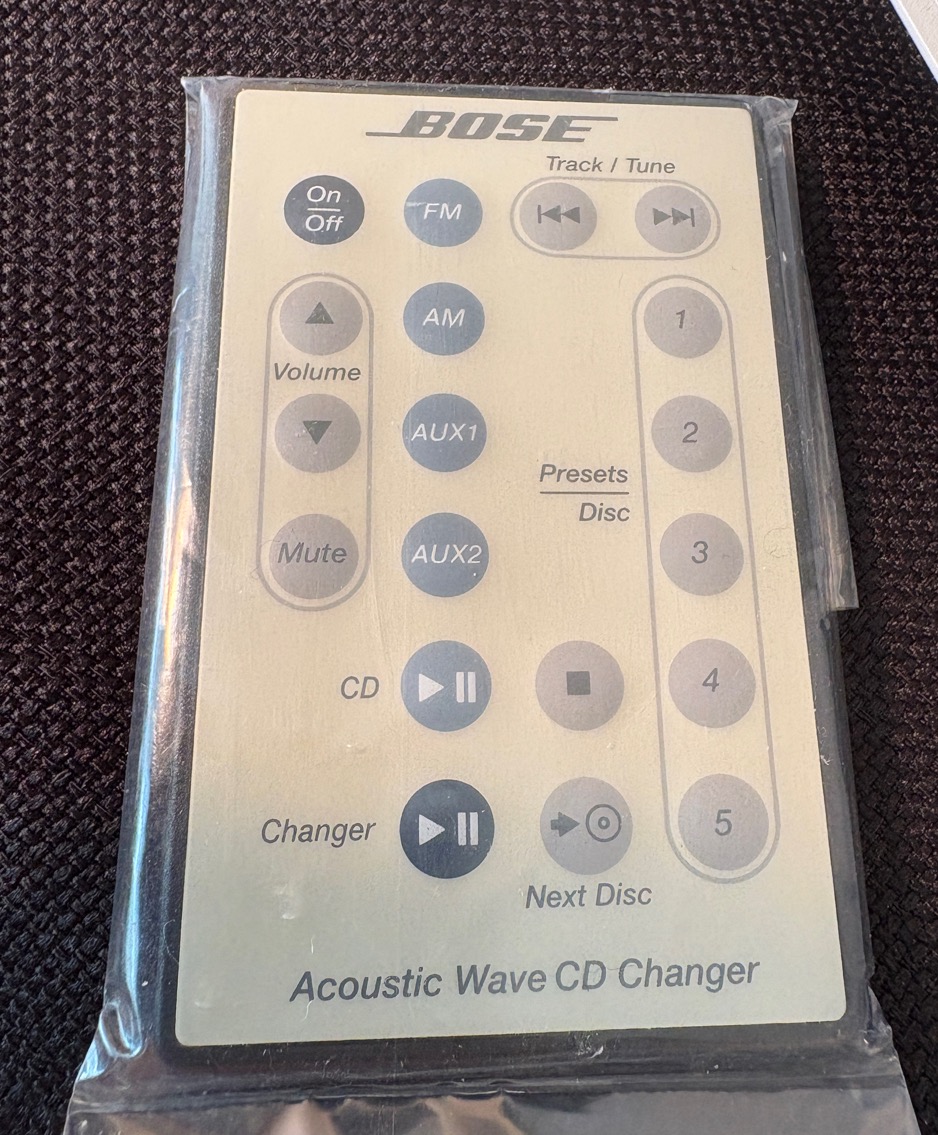 BOSE
Track / Tune
On
Off
FM
AM
1
Volume
AUX1
2
Presets
Disc
Mute
AUX2
3
CD
4
Changer
5
Next Disc
Acoustic Wave CD Changer